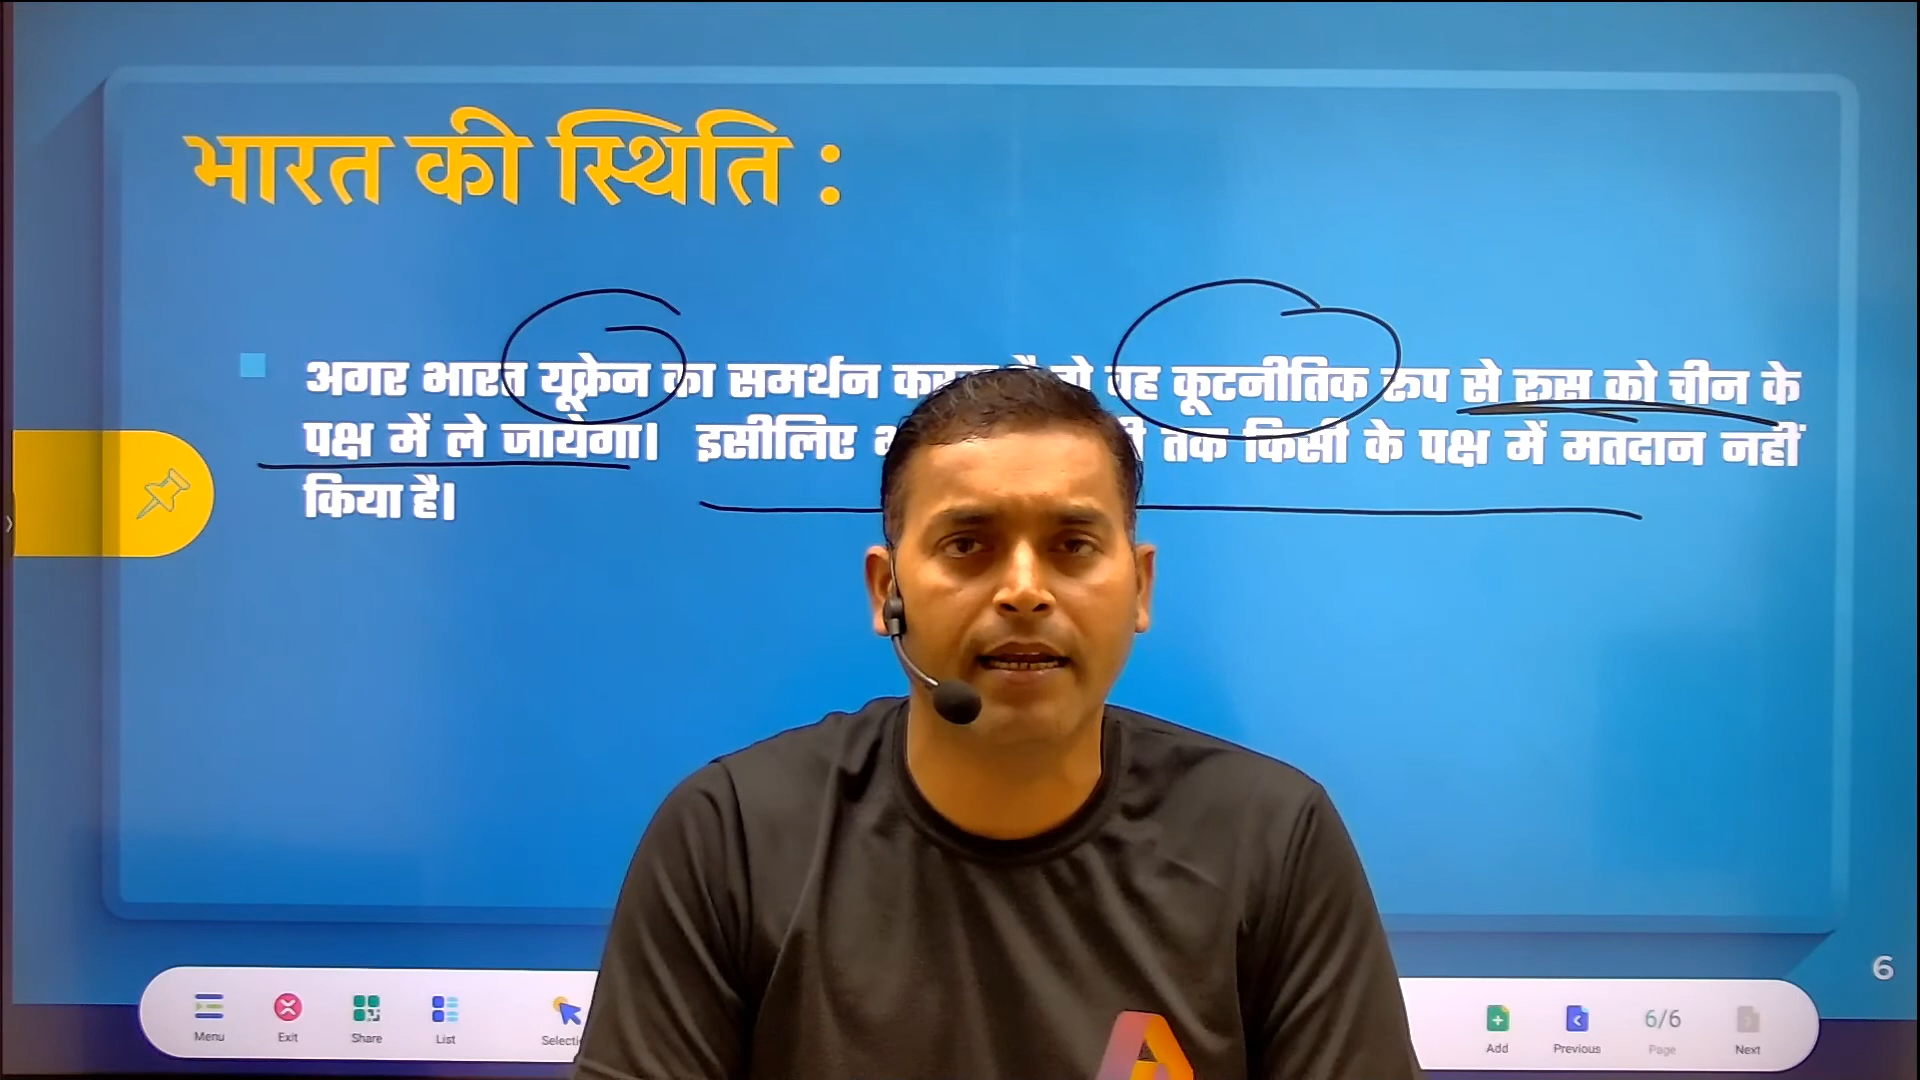 भारत की स्थिति :
अगर भारत यूक्रेन का समर्थन वह कूटनीतिक रुप से रूस को चीन के
पक्ष में ले जायेगा। इसीलिए तक किसी के पक्ष में मतदान नहीं
किया है।
6
Menu Exit Share List Add Previous 6/6 Page Next
A